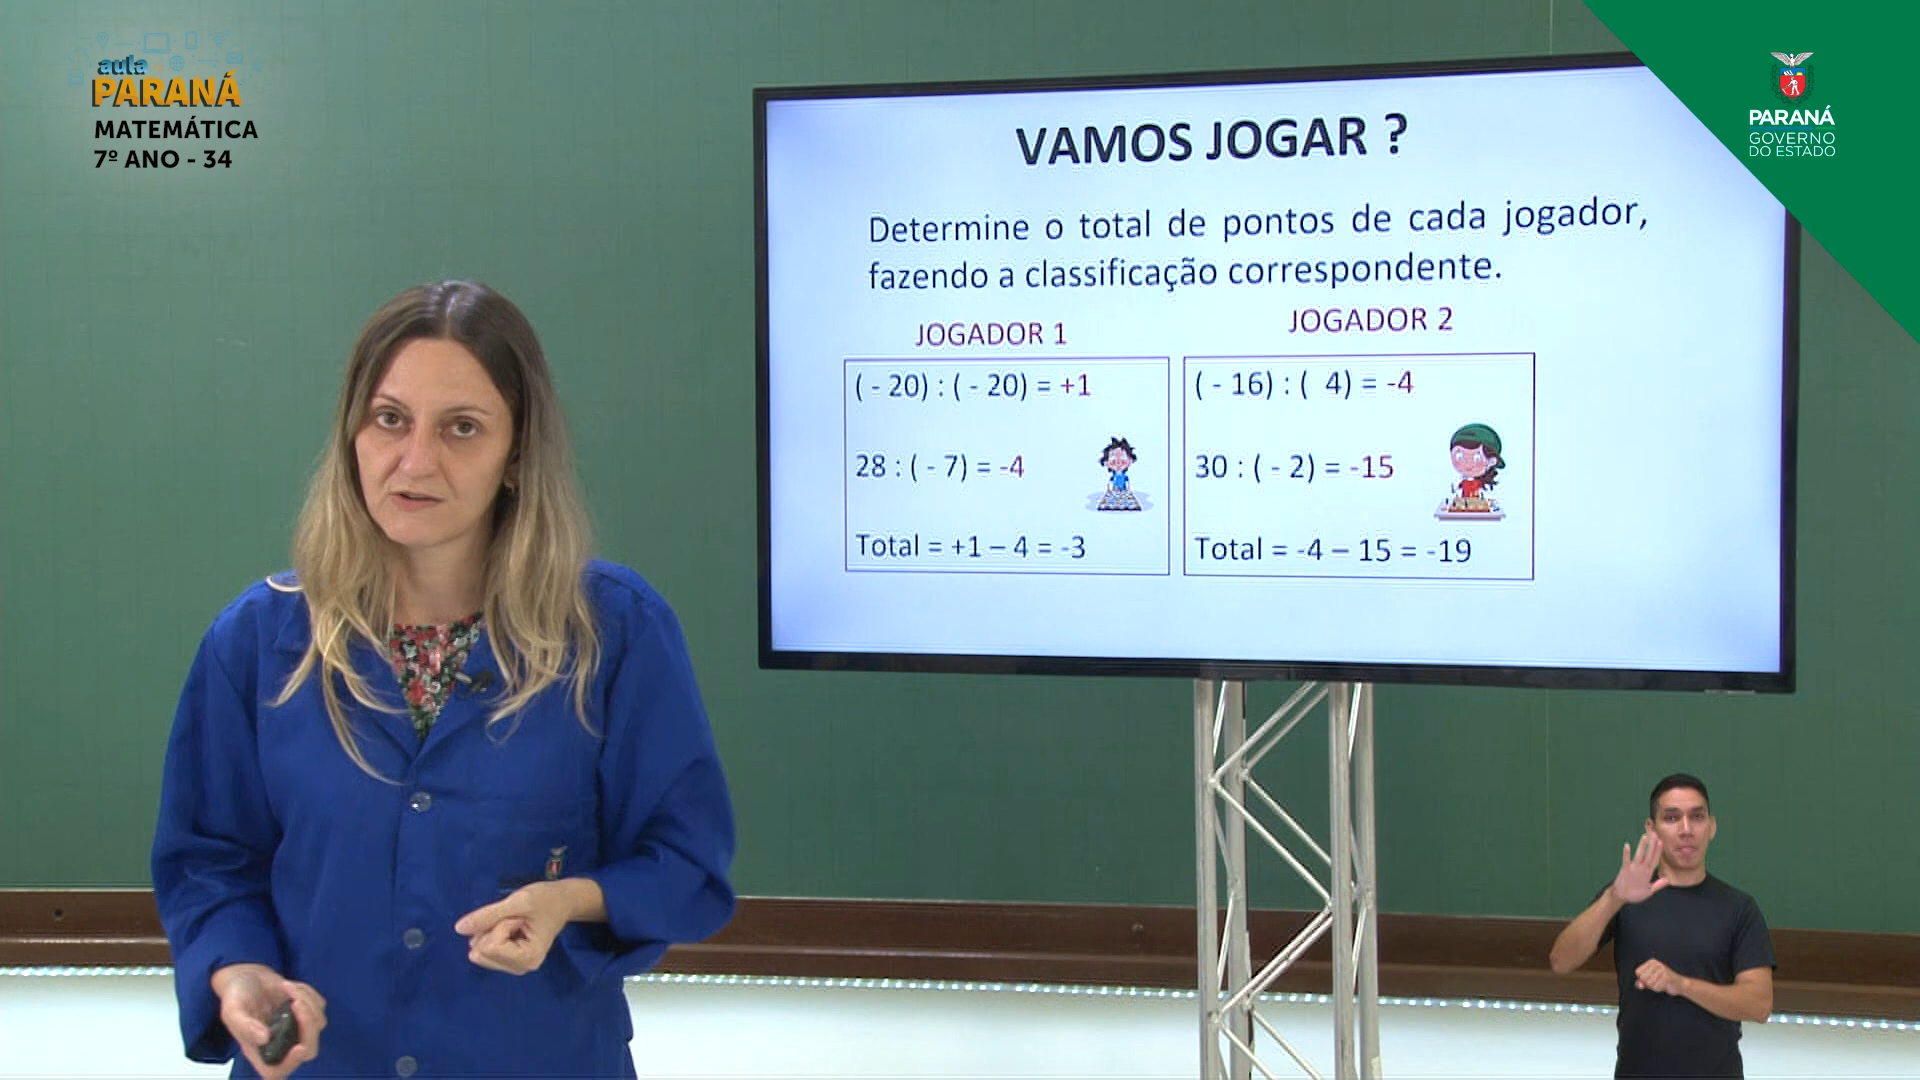 aula
PARANÁ
MATEMÁTICA
7º ANO - 34
PARANÁ
GOVERNO
DO ESTADO
VAMOS JOGAR ?
Determine o total de pontos de cada jogador,
fazendo a classificação correspondente.
JOGADOR 1
( - 20) : ( - 20) = +1
28 : ( - 7) = -4
Total = +1 – 4 = -3
JOGADOR 2
( - 16) : (  4) = -4
30 : ( - 2) = -15
Total = -4 – 15 = -19